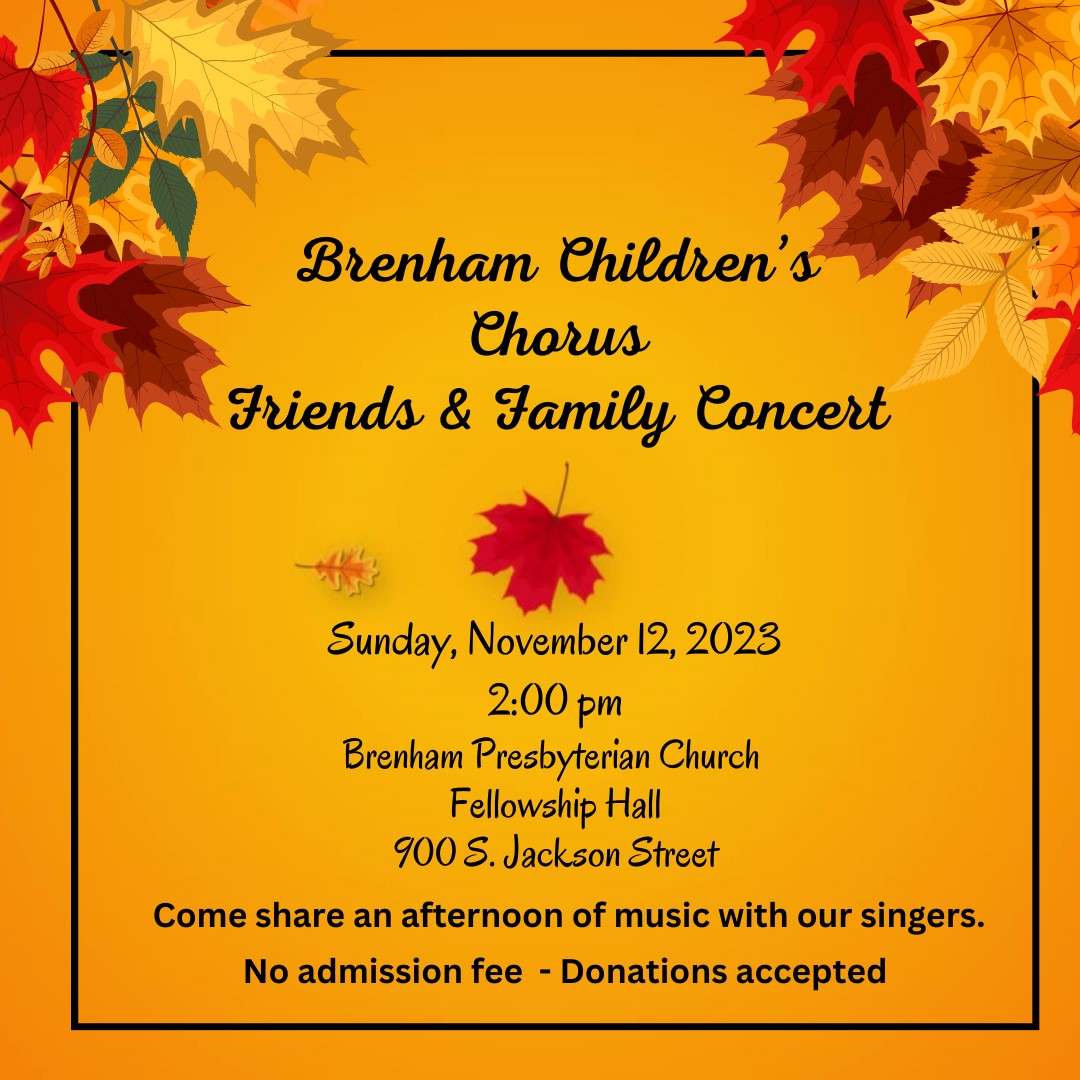 Brenham Children's
Chorus
Friends & Family Concert
Sunday, November 12, 2023
2:00 pm
Brenham Presbyterian Church
Fellowship Hall
900 S. Jackson Street
Come share an afternoon of music with our singers.
No admission fee - Donations accepted